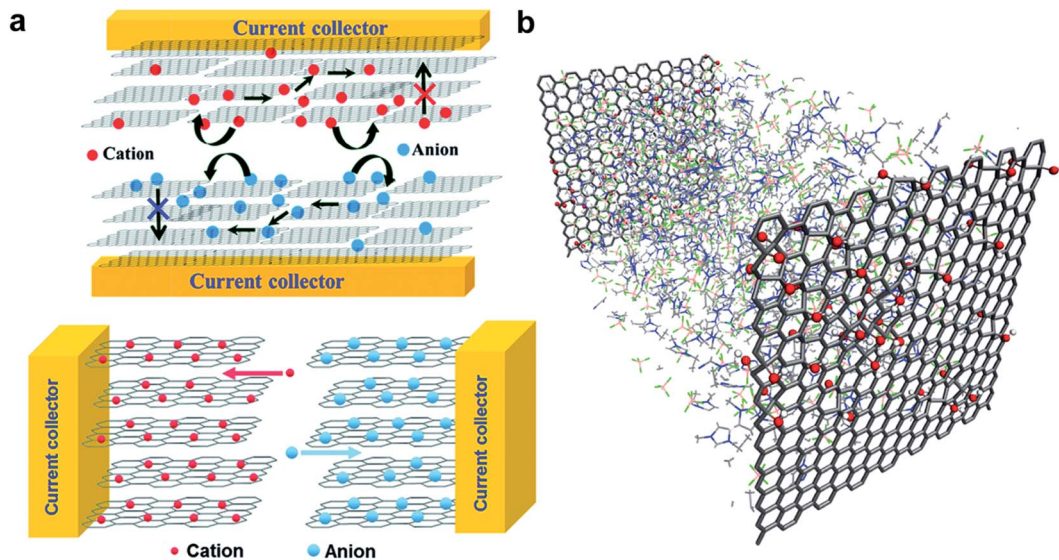 a
Current collector
Cation
Anion
Current collector
Current collector
Current collector
Cation
Anion
b